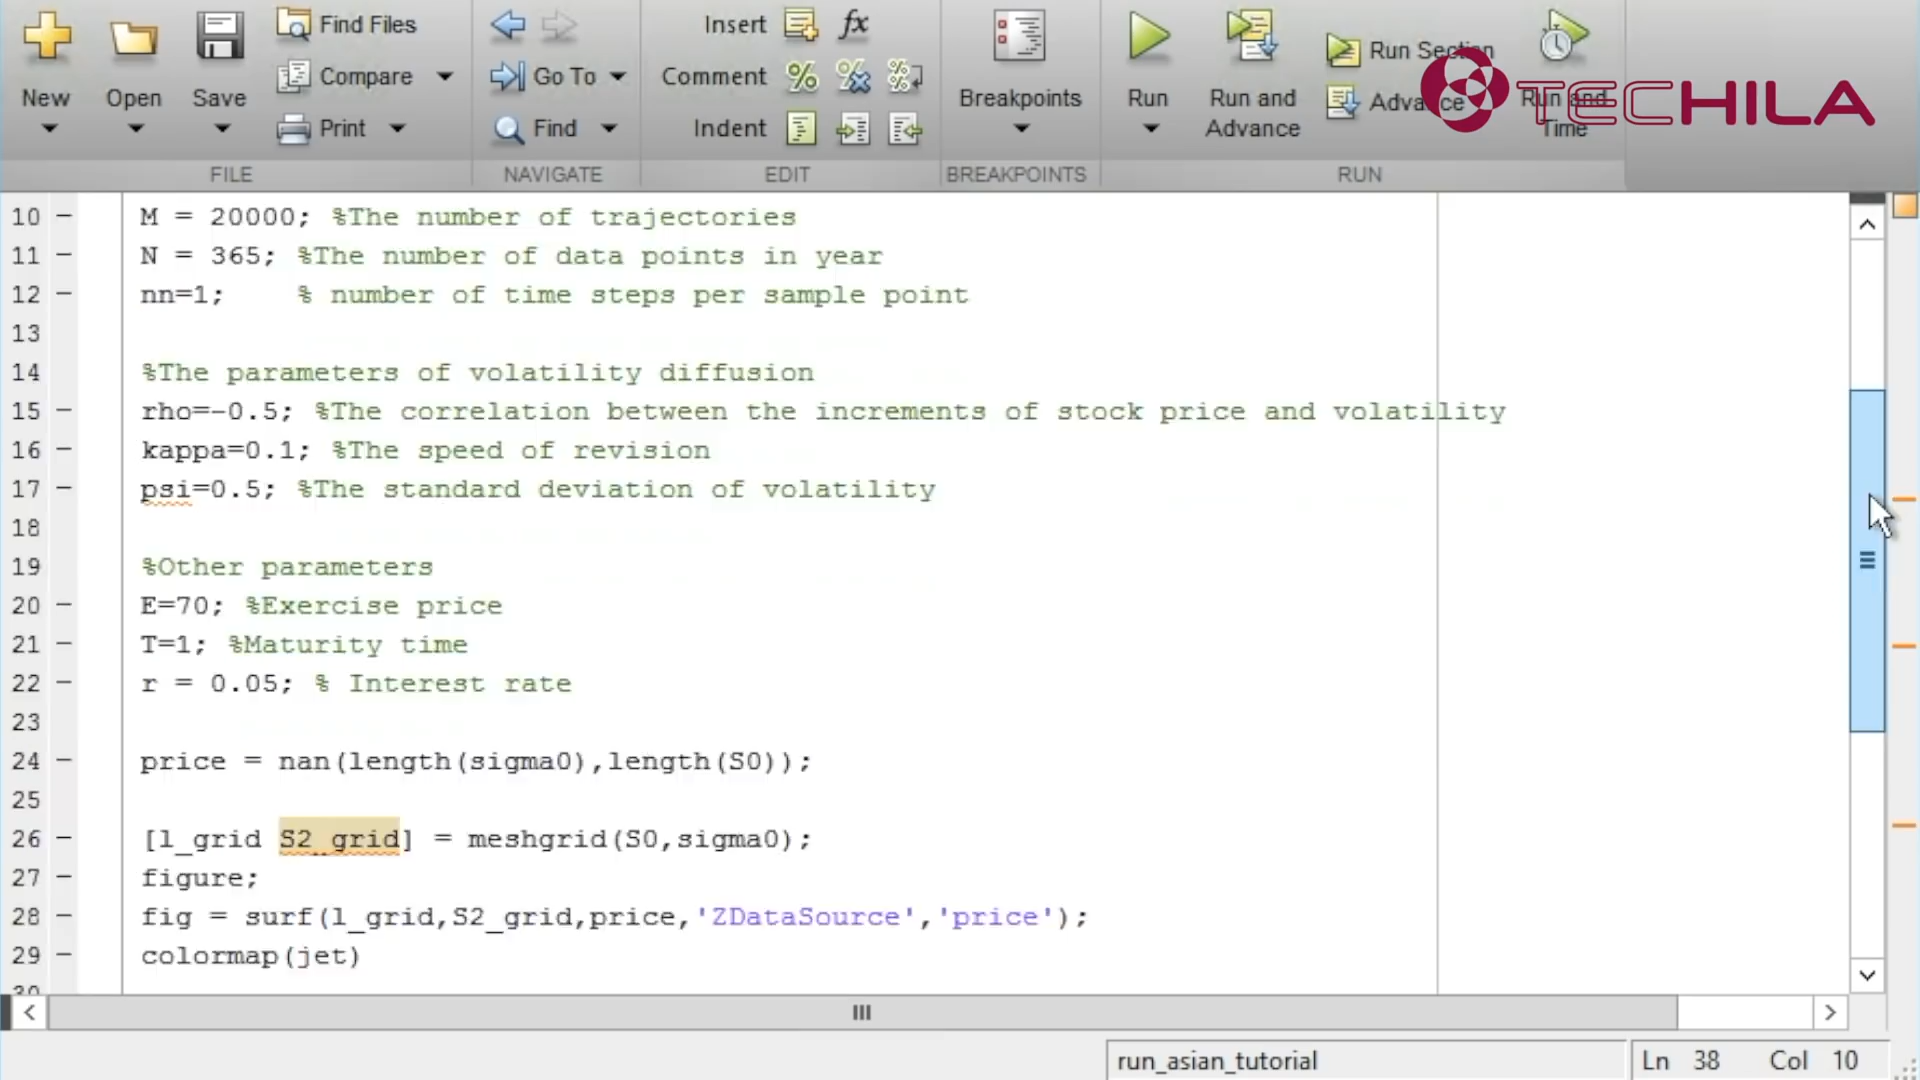 New
Open
Save
Find Files
Compare
Print
FILE
Go To
Find
NAVIGATE
Insert fx
Comment
Indent
EDIT
Breakpoints
BREAKPOINTS
Run
Run and
Advance
Run Section
Advance
Run and
Time
RUN
TECHILA
10 – M = 20000; %The number of trajectories
11 – N = 365; %The number of data points in year
12 – nn=1;    % number of time steps per sample point
13
14 %The parameters of volatility diffusion
15 – rho=-0.5; %The correlation between the increments of stock price and volatility
16 – kappa=0.1; %The speed of revision
17 – psi=0.5; %The standard deviation of volatility
18
19 %Other parameters
20 – E=70; %Exercise price
21 – T=1; %Maturity time
22 – r = 0.05; % Interest rate
23
24 – price = nan(length(sigma0),length(S0));
25
26 – [l_grid S2_grid] = meshgrid(S0,sigma0);
27 – figure;
28 – fig = surf(l_grid,S2_grid,price,'ZDataSource','price');
29 – colormap(jet)
30
run_asian_tutorial
Ln 38 Col 10